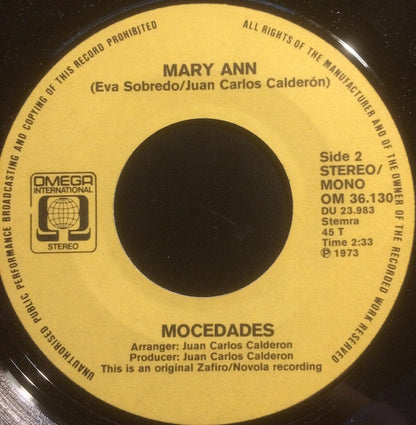 UNAUTHORISED PUBLIC PERFORMANCE BROADCASTING AND COPYING OF THIS RECORD PROHIBITED
ALL RIGHTS OF THE MANUFACTURER AND OF THE OWNER OF THE RECORDED WORK RESERVED
MARY ANN
(Eva Sobredo/Juan Carlos Calderón)
OMEGA
INTERNATIONAL
STEREO
Side 2
STEREO/
MONO
OM 36.130
DU 23.983
Stemra
45 T
Time 2:33
℗ 1973
MOCEDADES
Arranger: Juan Carlos Calderon
Producer: Juan Carlos Calderon
This is an original Zafiro/Novola recording